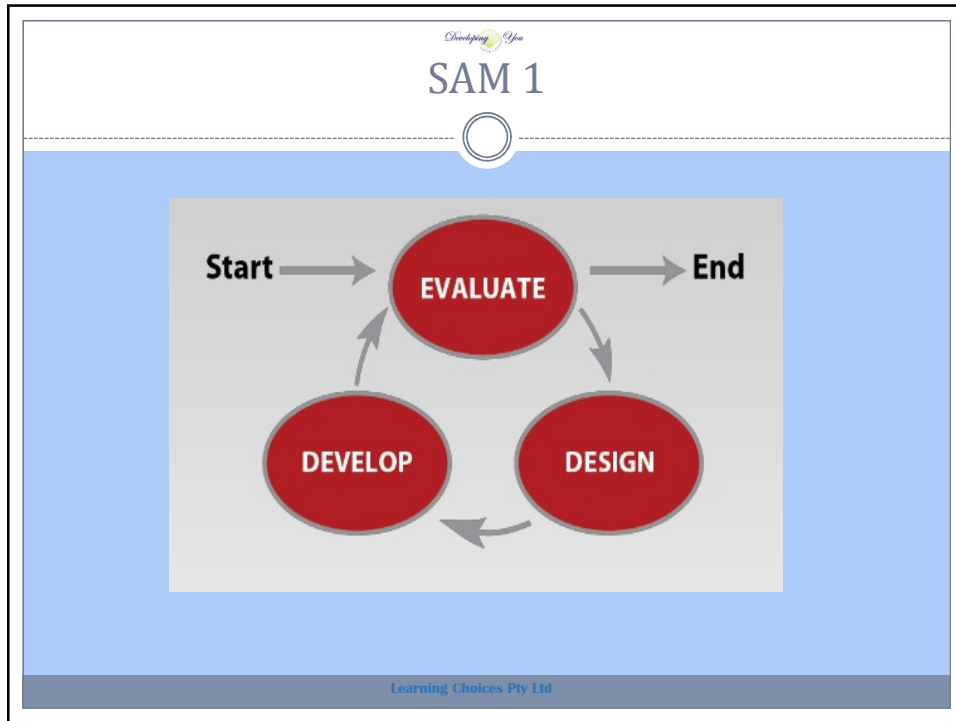 Developing You
SAM 1
Start
EVALUATE
End
DEVELOP
DESIGN
Learning Choices Pty Ltd